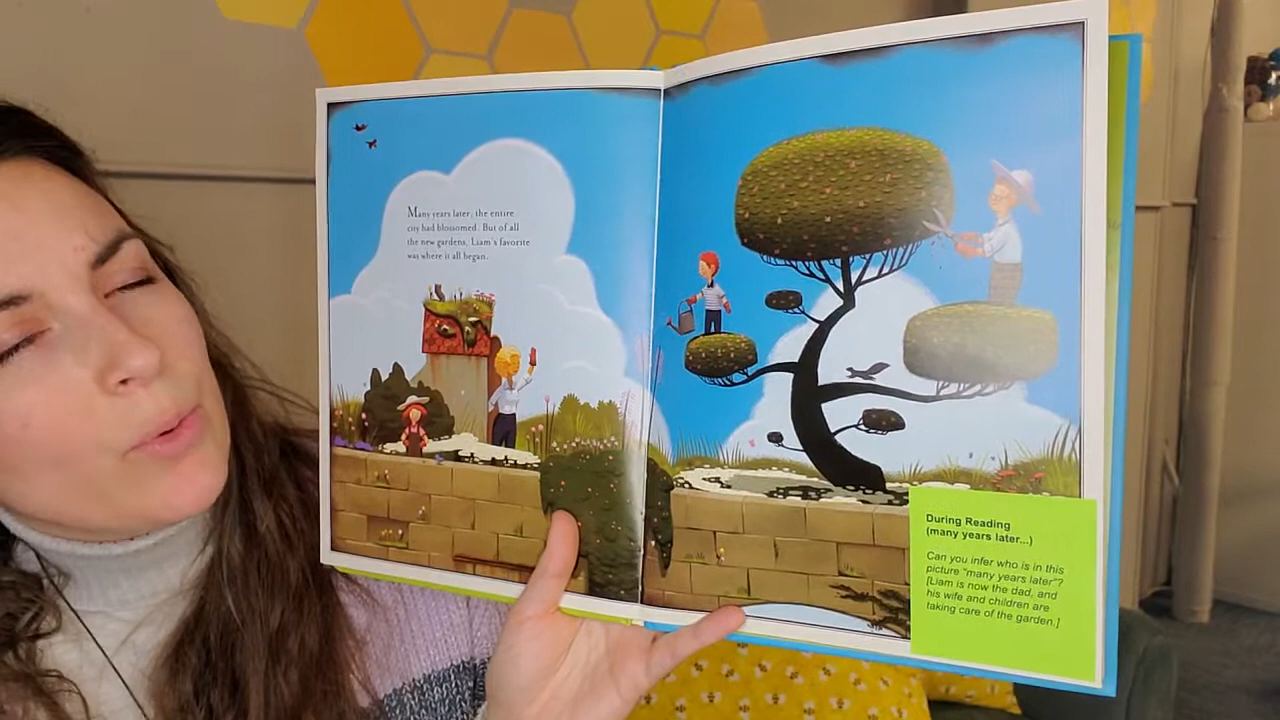 Many years later, the entire
city had blossomed. But of all
the new gardens, Liam's favorite
was where it all began.
During Reading
(many years later...)
Can you infer who is in this
picture "many years later"?
[Liam is now the dad, and
his wife and children are
taking care of the garden.]